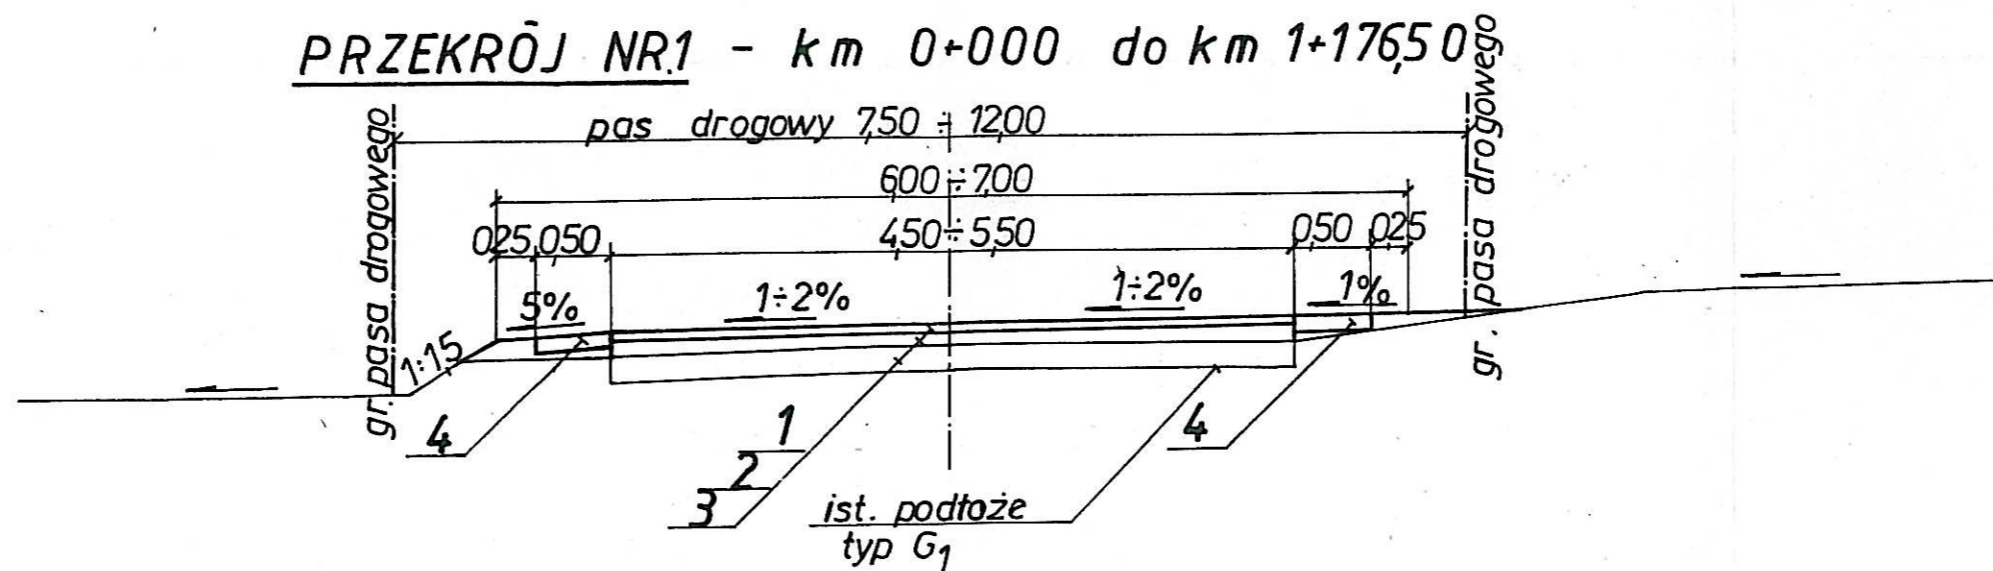 PRZEKRÓJ NR.1 - km 0+000 do km 1+176,50
gr. pasa drogowego
pas drogowy 7,50 ÷ 12,00
gr. pasa drogowego
6,00÷7,00
0,25 0,50 4,50÷5,50 0,50 0,25
5% 1÷2% 1÷2% 1%
1:1,5
4 1 4
2
3
ist. podłoże
typ G1